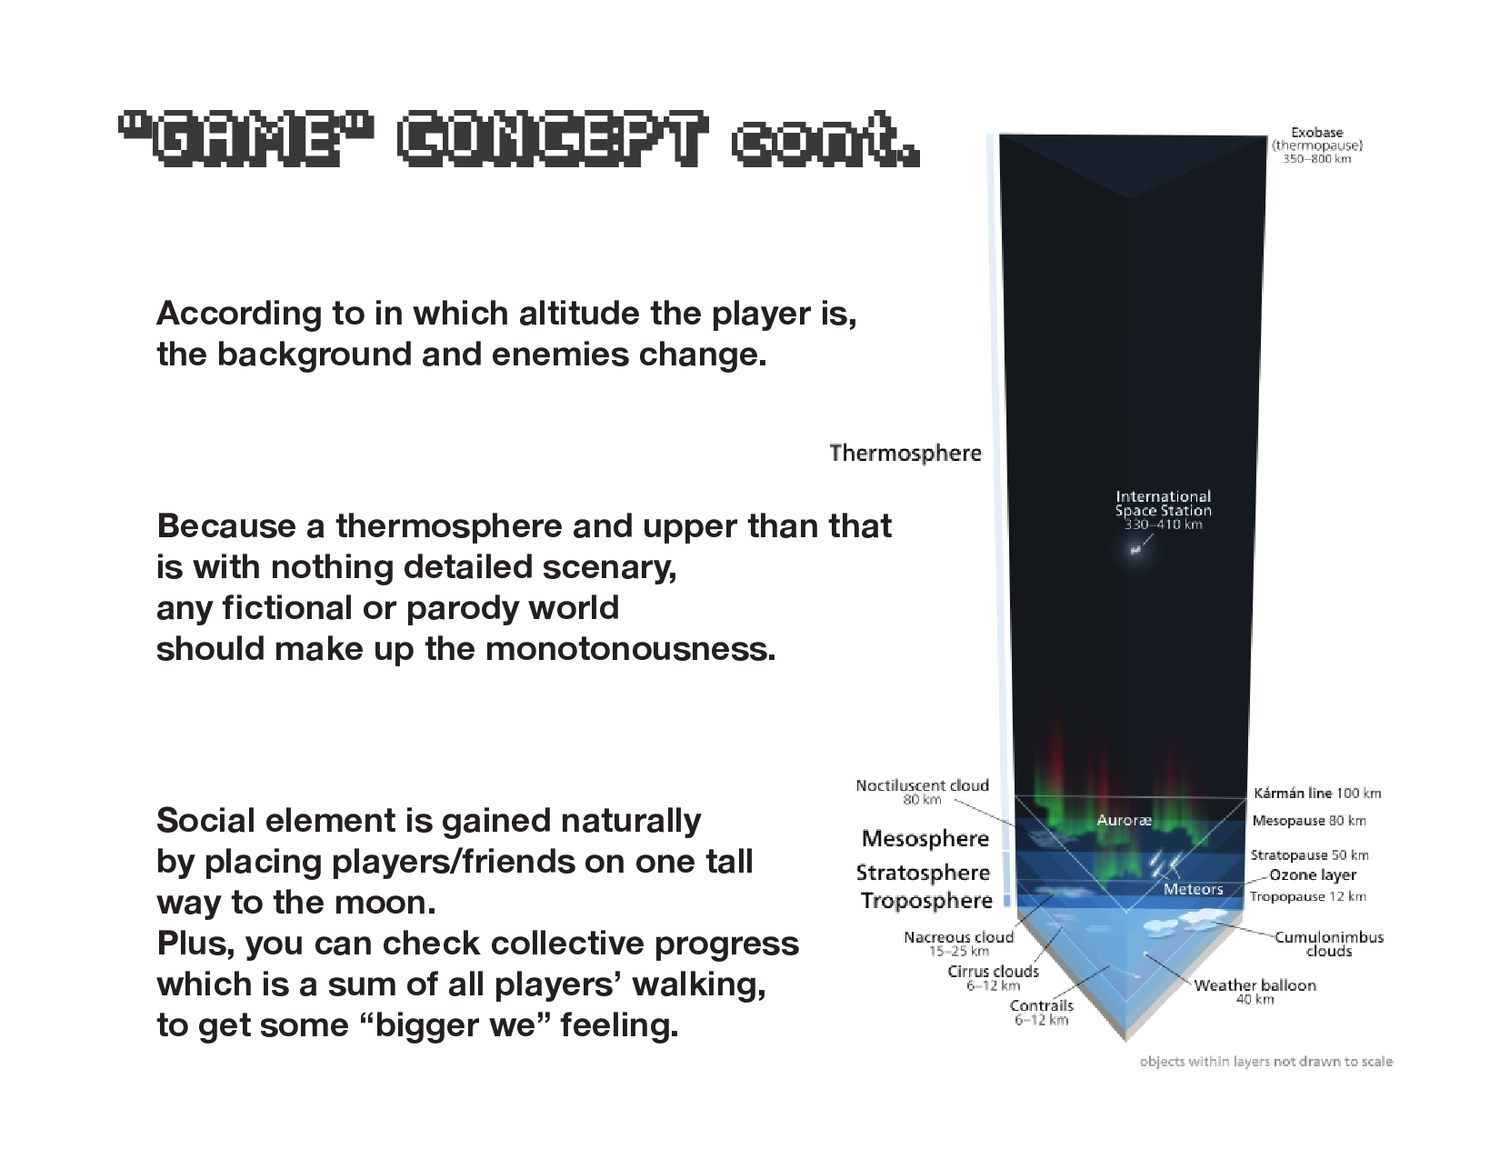 "GAME" CONCEPT cont.
According to in which altitude the player is,
the background and enemies change.
Because a thermosphere and upper than that
is with nothing detailed scenary,
any fictional or parody world
should make up the monotonousness.
Social element is gained naturally
by placing players/friends on one tall
way to the moon.
Plus, you can check collective progress
which is a sum of all players’ walking,
to get some “bigger we” feeling.
Exobase
(thermopause)
350–800 km
Thermosphere
International
Space Station
330–410 km
Noctiluscent cloud
80 km
Kármán line 100 km
Auroræ
Mesopause 80 km
Mesosphere
Stratopause 50 km
Stratosphere
Ozone layer
Meteors
Troposphere
Tropopause 12 km
Nacreous cloud
15–25 km
Cumulonimbus
clouds
Cirrus clouds
6–12 km
Weather balloon
40 km
Contrails
6–12 km
objects within layers not drawn to scale